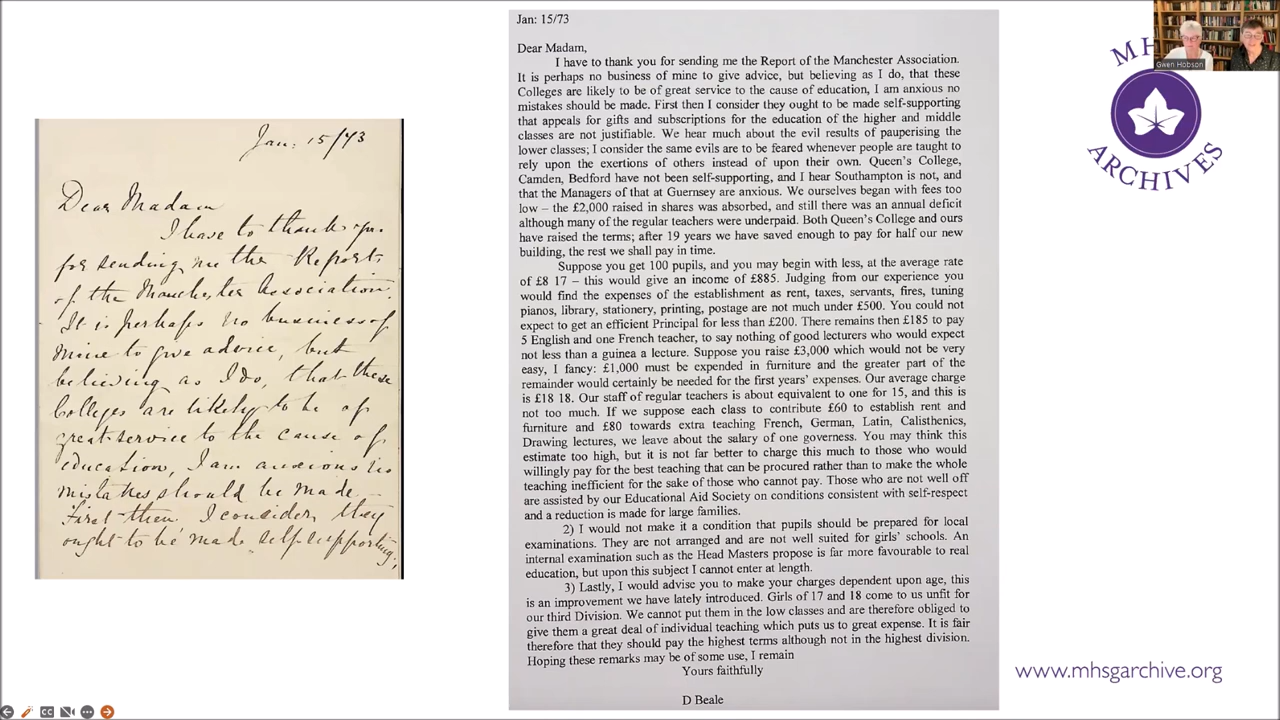 Jan: 15/73
Dear Madam
I have to thank you
for sending me the Report
of the Manchester Association.
It is perhaps no business of
mine to give advice, but
believing as I do, that these
Colleges are likely to be of
great service to the cause of
education, I am anxious no
mistakes should be made. –
First then, I consider, they
ought to be made self-supporting,
Jan: 15/73
Dear Madam,
I have to thank you for sending me the Report of the Manchester Association.
It is perhaps no business of mine to give advice, but believing as I do, that these
Colleges are likely to be of great service to the cause of education, I am anxious no
mistakes should be made. First then I consider they ought to be made self-supporting
that appeals for gifts and subscriptions for the education of the higher and middle
classes are not justifiable. We hear much about the evil results of pauperising the
lower classes; I consider the same evils are to be feared whenever people are taught to
rely upon the exertions of others instead of upon their own. Queen's College,
Camden, Bedford have not been self-supporting, and I hear Southampton is not, and
that the Managers of that at Guernsey are anxious. We ourselves began with fees too
low – the £2,000 raised in shares was absorbed, and still there was an annual deficit
although many of the regular teachers were underpaid. Both Queen's College and ours
have raised the terms; after 19 years we have saved enough to pay for half our new
building, the rest we shall pay in time.
Suppose you get 100 pupils, and you may begin with less, at the average rate
of £8 17 – this would give an income of £885. Judging from our experience you
would find the expenses of the establishment as rent, taxes, servants, fires, tuning
pianos, library, stationery, printing, postage are not much under £500. You could not
expect to get an efficient Principal for less than £200. There remains then £185 to pay
5 English and one French teacher, to say nothing of good lecturers who would expect
not less than a guinea a lecture. Suppose you raise £3,000 which would not be very
easy, I fancy: £1,000 must be expended in furniture and the greater part of the
remainder would certainly be needed for the first years' expenses. Our average charge
is £18 18. Our staff of regular teachers is about equivalent to one for 15, and this is
not too much. If we suppose each class to contribute £60 to establish rent and
furniture and £80 towards extra teaching French, German, Latin, Calisthenics,
Drawing lectures, we leave about the salary of one governess. You may think this
estimate too high, but it is not far better to charge this much to those who would
willingly pay for the best teaching that can be procured rather than to make the whole
teaching inefficient for the sake of those who cannot pay. Those who are not well off
are assisted by our Educational Aid Society on conditions consistent with self-respect
and a reduction is made for large families.
2) I would not make it a condition that pupils should be prepared for local
examinations. They are not arranged and are not well suited for girls' schools. An
internal examination such as the Head Masters propose is far more favourable to real
education, but upon this subject I cannot enter at length.
3) Lastly, I would advise you to make your charges dependent upon age, this
is an improvement we have lately introduced. Girls of 17 and 18 come to us unfit for
our third Division. We cannot put them in the low classes and are therefore obliged to
give them a great deal of individual teaching which puts us to great expense. It is fair
therefore that they should pay the highest terms although not in the highest division.
Hoping these remarks may be of some use, I remain
Yours faithfully
D Beale
Gwen Hobson
ARCHIVES
www.mhsgarchive.org